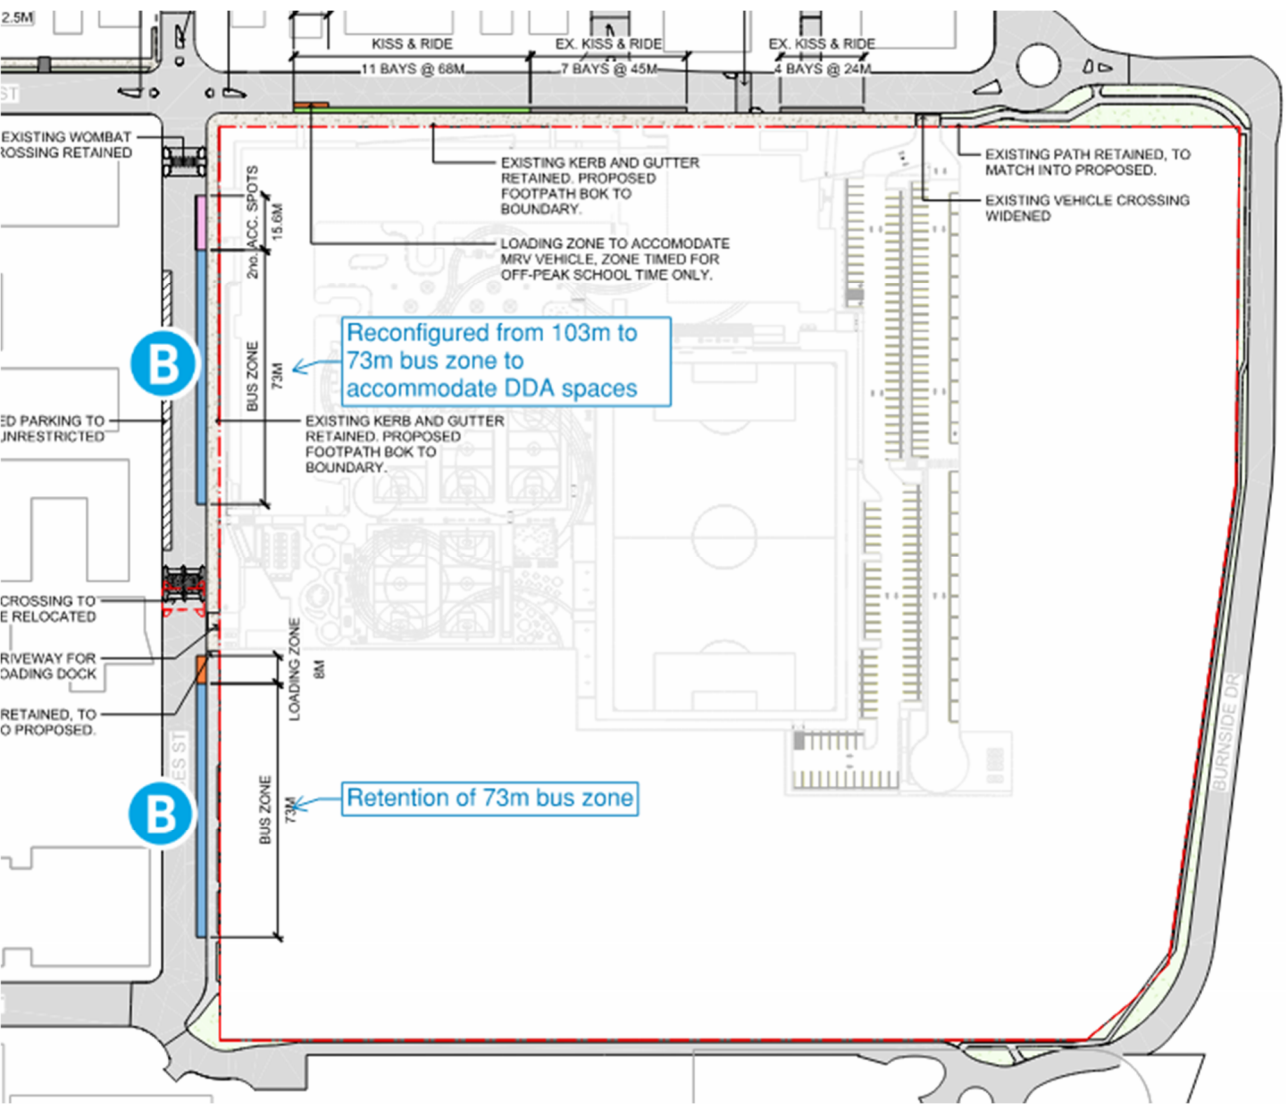 2.5M
KISS & RIDE
EX. KISS & RIDE
EX. KISS & RIDE
11 BAYS @ 68M
7 BAYS @ 45M
4 BAYS @ 24M
ST
EXISTING WOMBAT
ROSSING RETAINED
EXISTING KERB AND GUTTER
RETAINED. PROPOSED
FOOTPATH BOK TO
BOUNDARY.
EXISTING PATH RETAINED, TO
MATCH INTO PROPOSED.
EXISTING VEHICLE CROSSING
WIDENED
2no. ACC. SPOTS
15.6M
LOADING ZONE TO ACCOMODATE
MRV VEHICLE, ZONE TIMED FOR
OFF-PEAK SCHOOL TIME ONLY.
B
BUS ZONE
73M
Reconfigured from 103m to
73m bus zone to
accommodate DDA spaces
ED PARKING TO
UNRESTRICTED
EXISTING KERB AND GUTTER
RETAINED. PROPOSED
FOOTPATH BOK TO
BOUNDARY.
CROSSING TO
E RELOCATED
RIVEWAY FOR
OADING DOCK
LOADING ZONE
8M
RETAINED, TO
O PROPOSED.
ES ST
B
BUS ZONE
73M
Retention of 73m bus zone
BURNSIDE DR